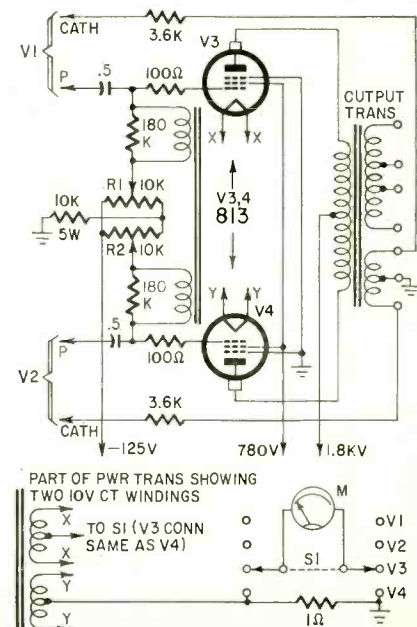 V1
CATH
3.6K
V3
P
.5
100Ω
CUTPUT
TRANS
180
K
X X
R1 10K
V3,4
813
10K
5W
R2 10K
Y Y
180
K
V4
.5
P
100Ω
V2
3.6K
CATH
-125V
780V
1.8KV
PART OF PWR TRANS SHOWING
TWO 10V CT WINDINGS
M
X
TO S1 (V3 CONN
SAME AS V4)
X
Y
Y
S1
V1
V2
V3
V4
1Ω